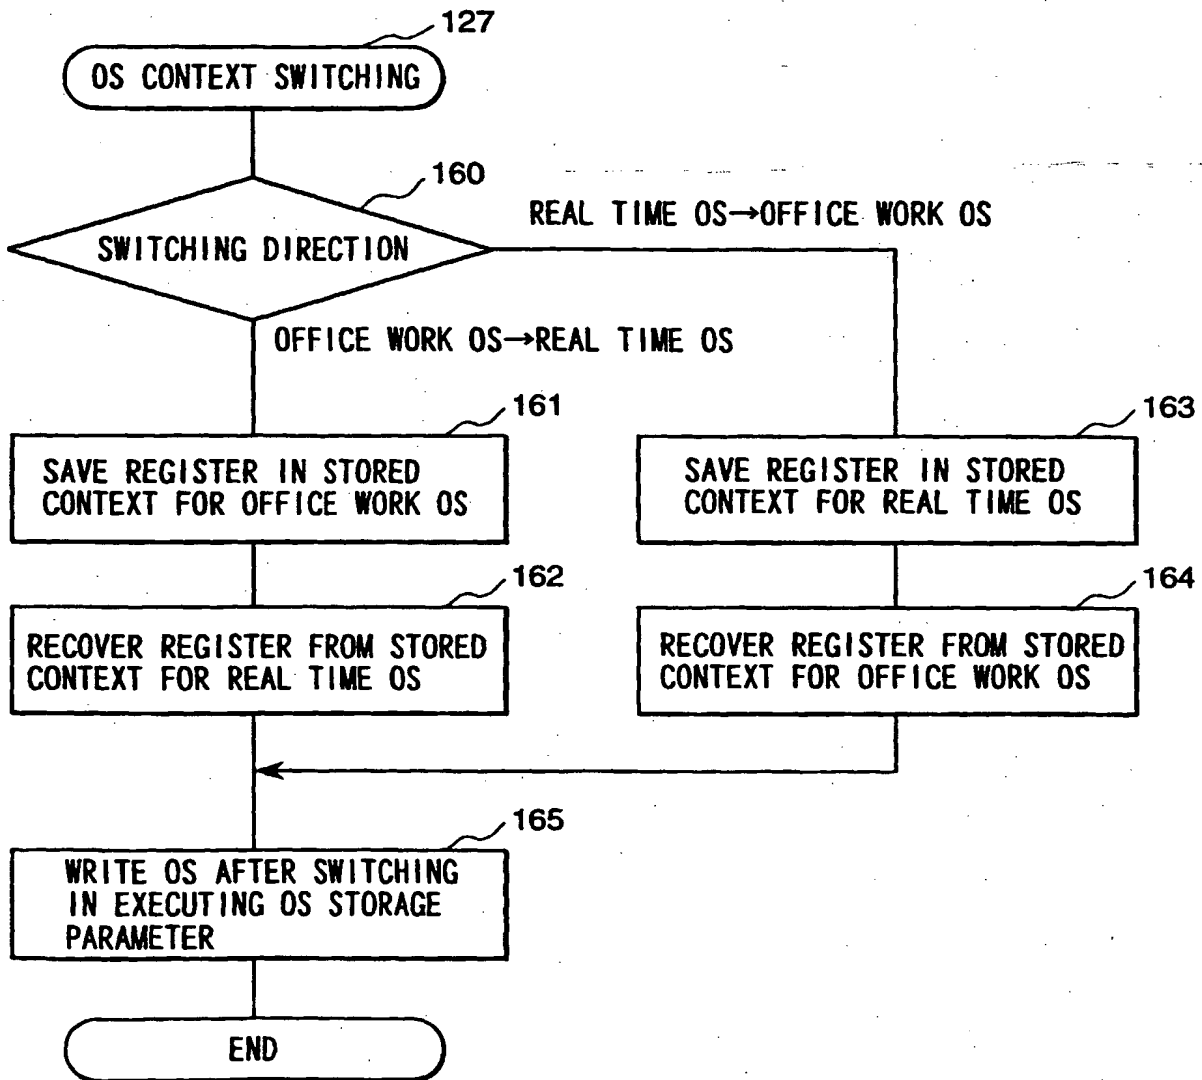 127
OS CONTEXT SWITCHING
160
REAL TIME OS→OFFICE WORK OS
SWITCHING DIRECTION
OFFICE WORK OS→REAL TIME OS
161
SAVE REGISTER IN STORED
CONTEXT FOR OFFICE WORK OS
163
SAVE REGISTER IN STORED
CONTEXT FOR REAL TIME OS
162
RECOVER REGISTER FROM STORED
CONTEXT FOR REAL TIME OS
164
RECOVER REGISTER FROM STORED
CONTEXT FOR OFFICE WORK OS
165
WRITE OS AFTER SWITCHING
IN EXECUTING OS STORAGE
PARAMETER
END